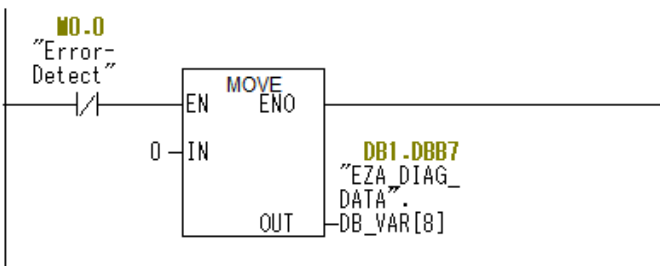 M0.0
"Error-
Detect"
MOVE
EN ENO
0 IN
DB1.DBB7
"EZA_DIAG_
DATA".
OUT DB_VAR[8]